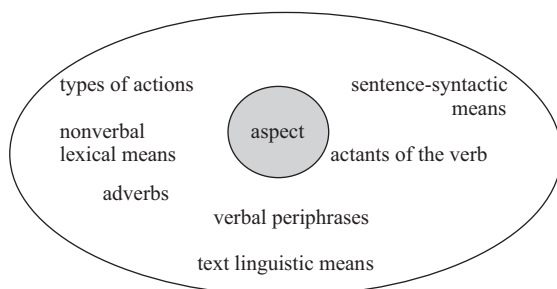 types of actions
sentence-syntactic
means
nonverbal
lexical means
aspect
actants of the verb
adverbs
verbal periphrases
text linguistic means